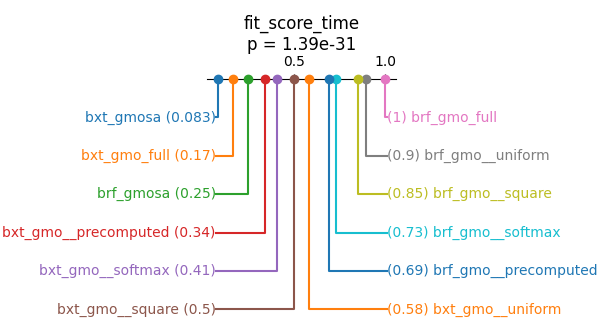 fit_score_time
p = 1.39e-31
0.5 1.0
bxt_gmosa (0.083) (1) brf_gmo_full
bxt_gmo_full (0.17) (0.9) brf_gmo__uniform
brf_gmosa (0.25) (0.85) brf_gmo__square
bxt_gmo__precomputed (0.34) (0.73) brf_gmo__softmax
bxt_gmo__softmax (0.41) (0.69) brf_gmo__precomputed
bxt_gmo__square (0.5) (0.58) bxt_gmo__uniform